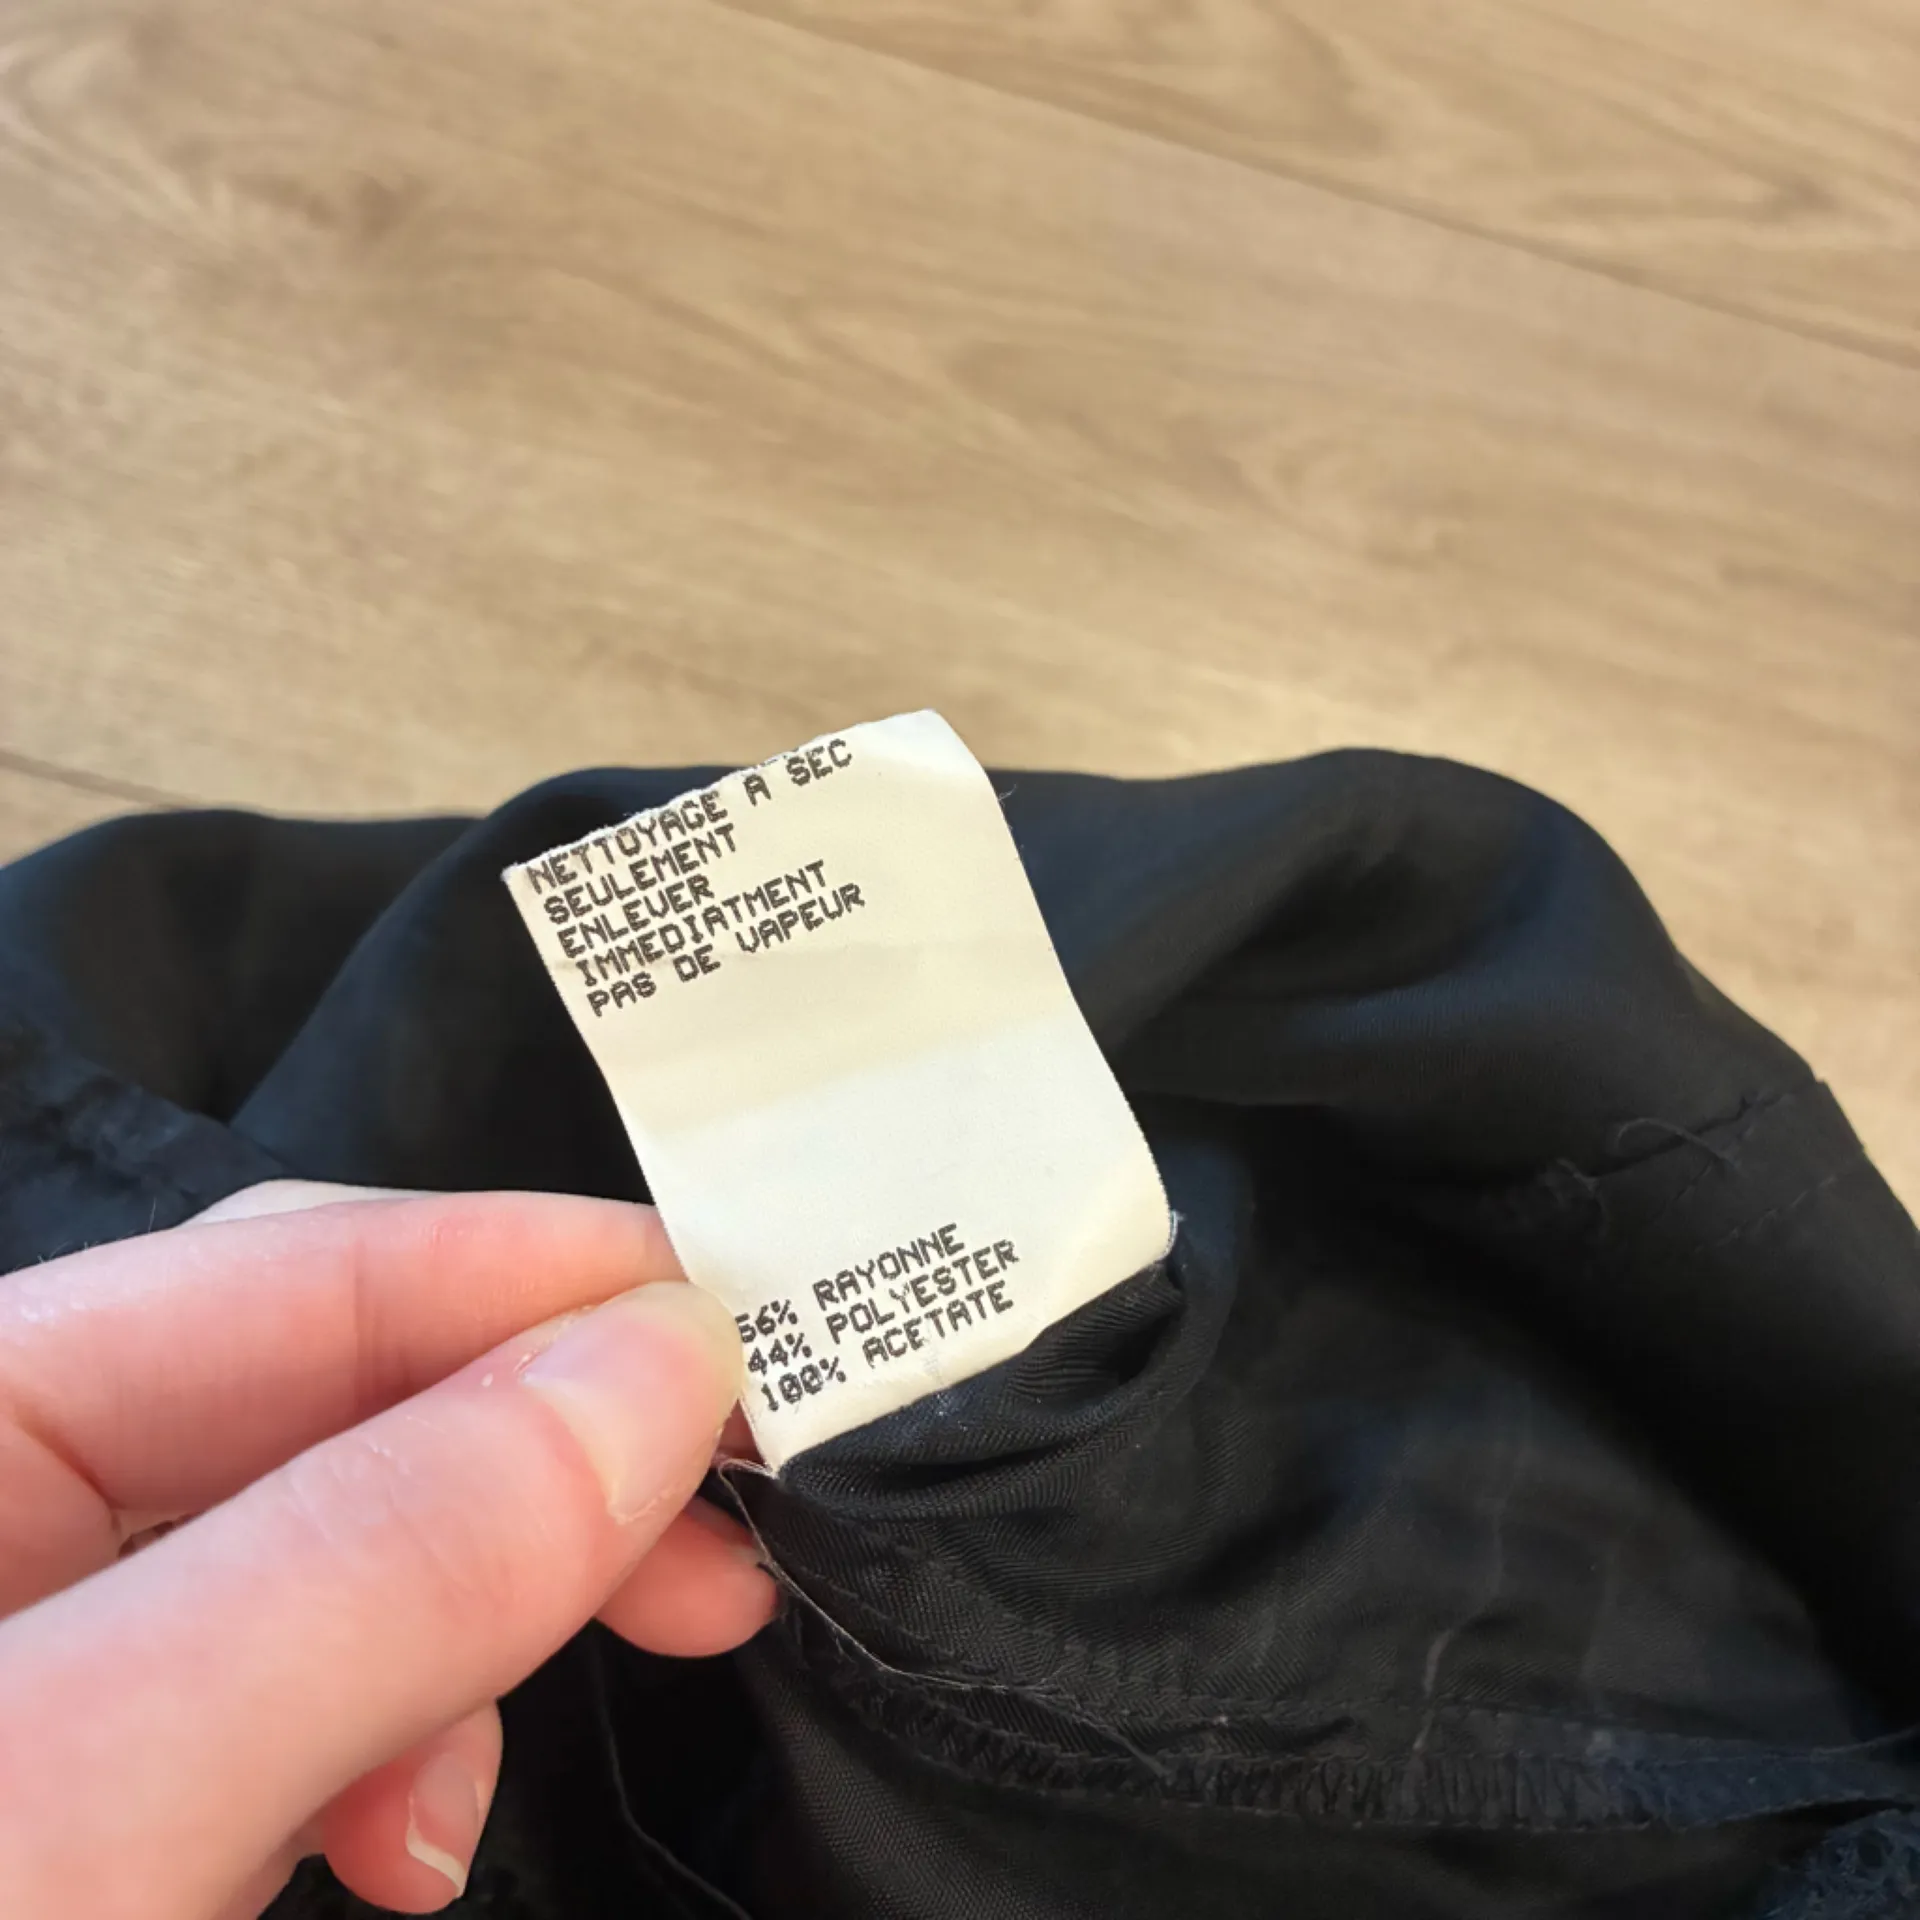 NETTOYAGE A SEC
SEULEMENT
ENLEVER
IMMEDIATMENT
PAS DE VAPEUR
56% RAYONNE
44% POLYESTER
100% ACETATE